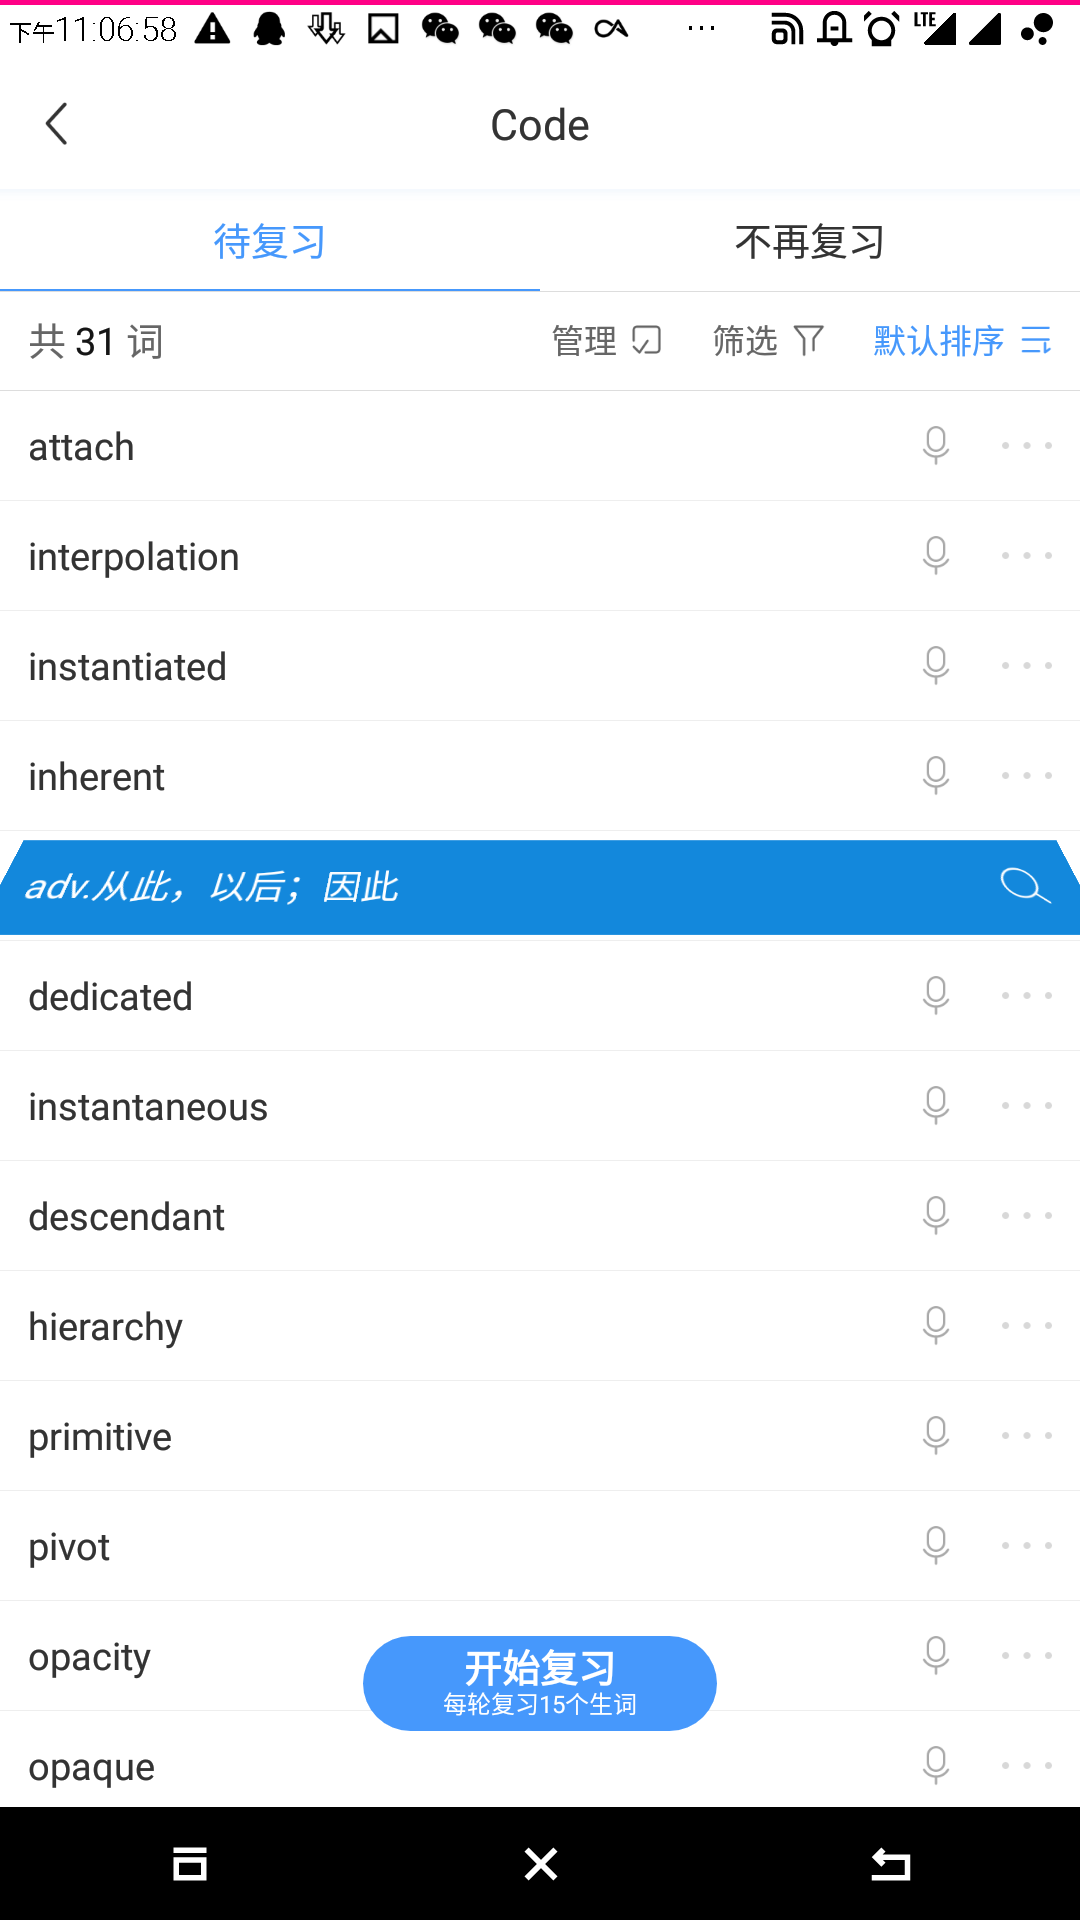 下午11:06:58
LTE
Code
待复习 不再复习
共 31 词 管理 筛选 默认排序
attach
interpolation
instantiated
inherent
adv.从此，以后；因此
dedicated
instantaneous
descendant
hierarchy
primitive
pivot
opacity
开始复习
每轮复习15个生词
opaque